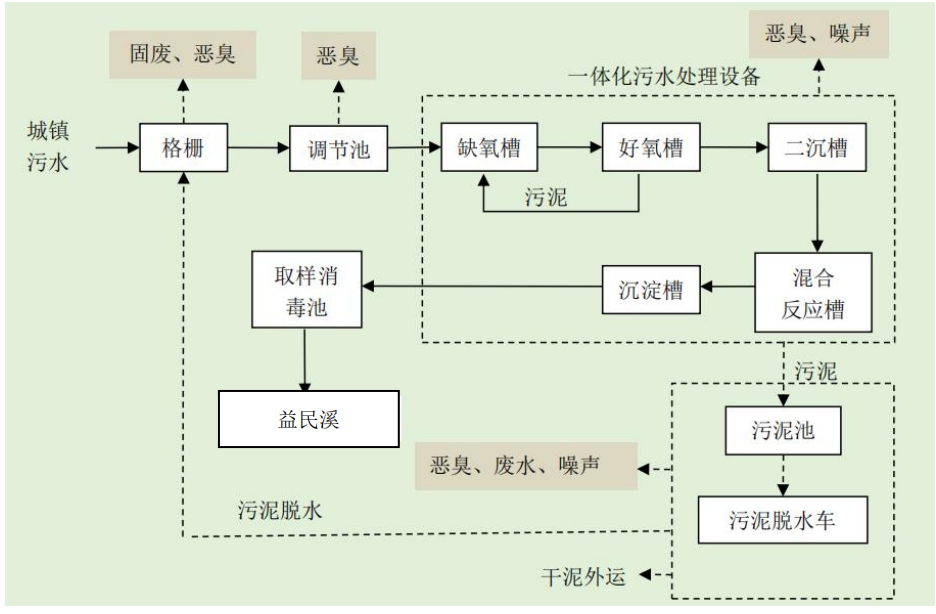 恶臭、噪声
固废、恶臭
恶臭
一体化污水处理设备
城镇
污水
格栅
调节池
缺氧槽
好氧槽
二沉槽
污泥
取样消
毒池
沉淀槽
混合
反应槽
污泥
益民溪
污泥池
恶臭、废水、噪声
污泥脱水
污泥脱水车
干泥外运